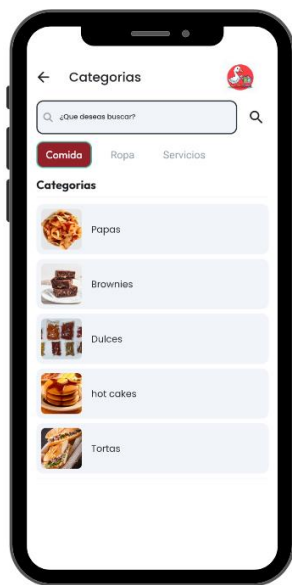 Categorias
¿Que deseas buscar?
Comida Ropa Servicios
Categorias
Papas
Brownies
Dulces
hot cakes
Tortas